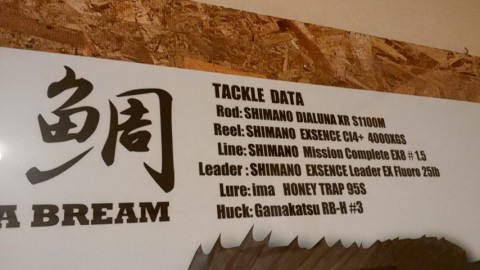 鯛
A BREAM
TACKLE DATA
Rod:SHIMANO DIALUNA XR S1100M
Reel:SHIMANO EXSENCE CI4+ 4000XGS
Line:SHIMANO Mission Complete EX8 #1.5
Leader:SHIMANO EXSENCE Leader EX Fluoro 25lb
Lure:ima HONEY TRAP 95S
Huck:Gamakatsu RB-H #3